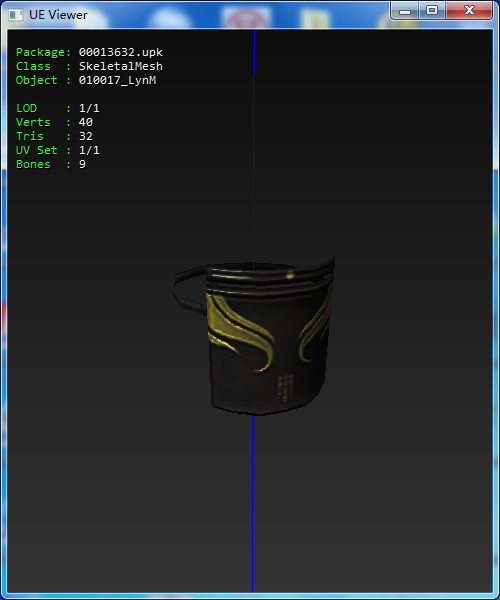 UE Viewer
Package: 00013632.upk
Class : SkeletalMesh
Object : 010017_LynM
LOD : 1/1
Verts : 40
Tris : 32
UV Set : 1/1
Bones : 9